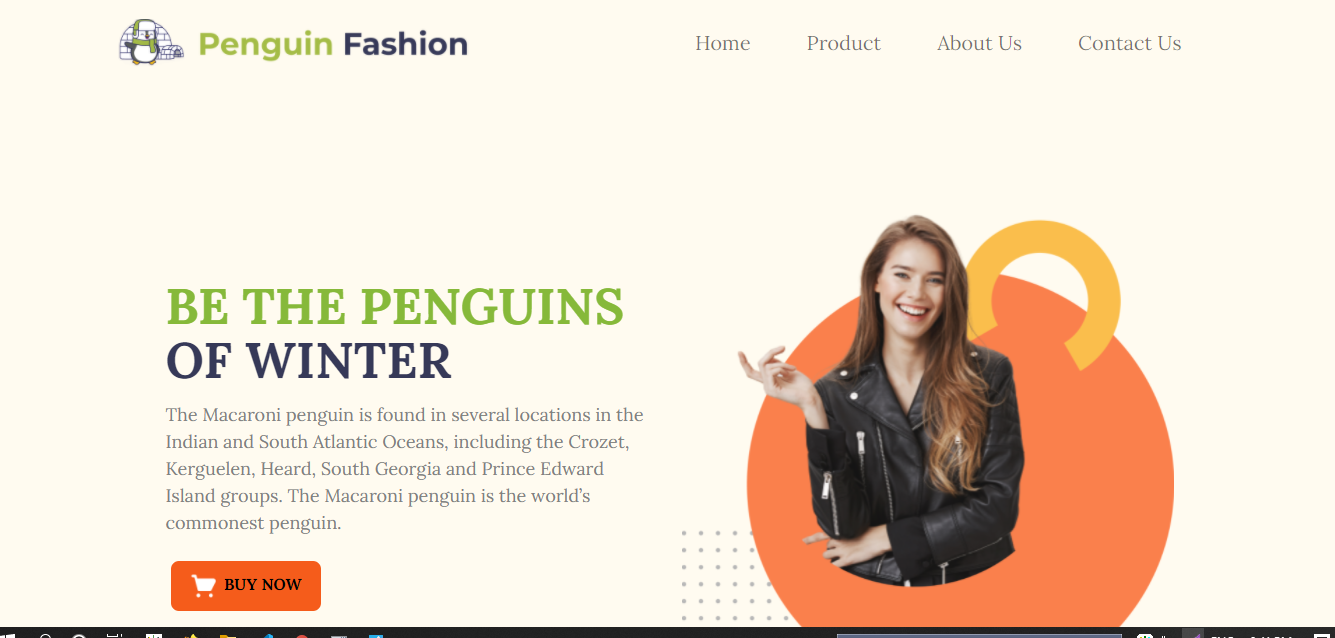 Penguin Fashion
Home Product About Us Contact Us
BE THE PENGUINS
OF WINTER
The Macaroni penguin is found in several locations in the
Indian and South Atlantic Oceans, including the Crozet,
Kerguelen, Heard, South Georgia and Prince Edward
Island groups. The Macaroni penguin is the world’s
commonest penguin.
BUY NOW